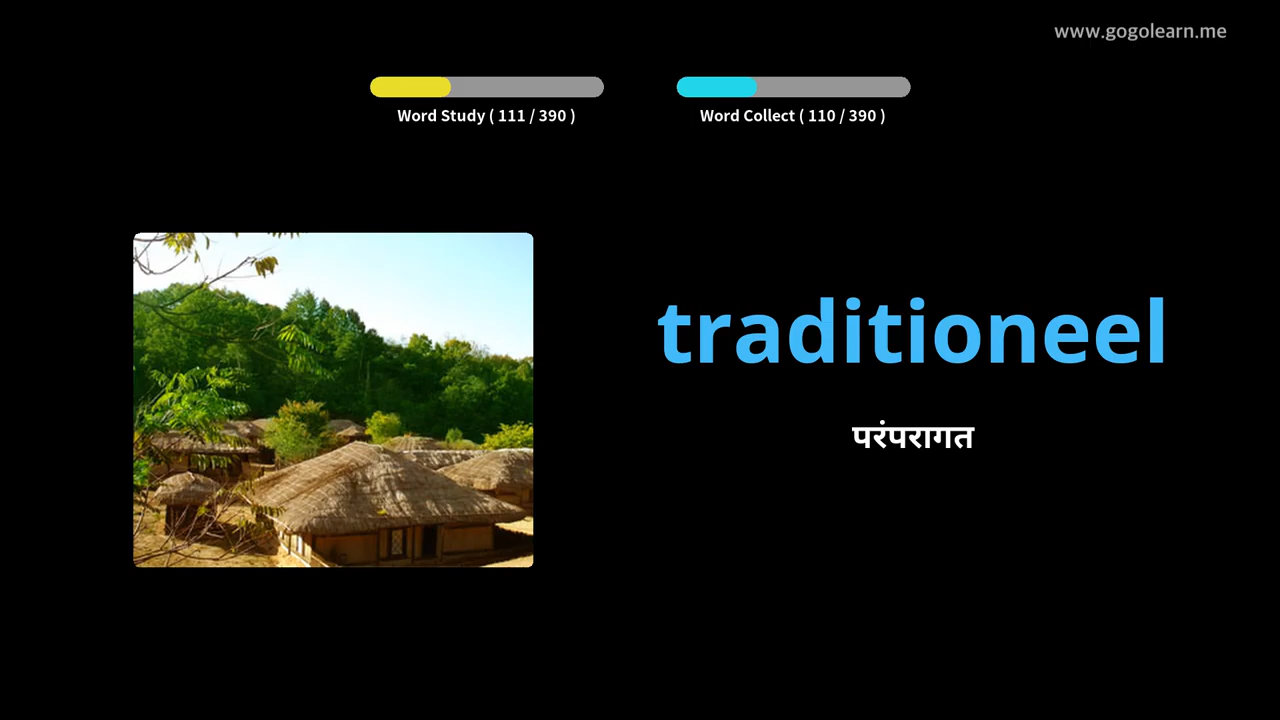 www.gogolearn.me
Word Study ( 111 / 390 )
Word Collect ( 110 / 390 )
traditioneel
परंपरागत